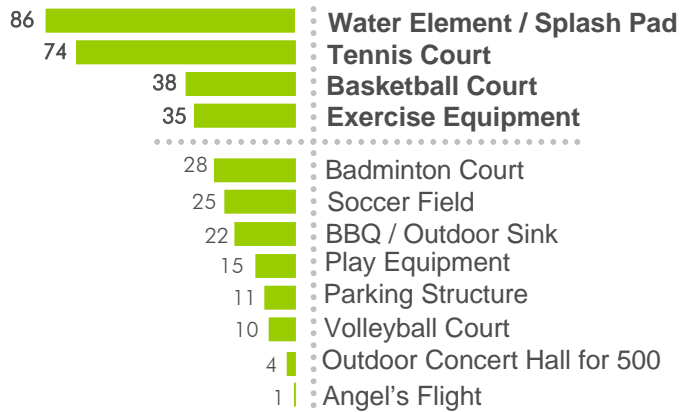 86 Water Element / Splash Pad
74 Tennis Court
38 Basketball Court
35 Exercise Equipment
28 Badminton Court
25 Soccer Field
22 BBQ / Outdoor Sink
15 Play Equipment
11 Parking Structure
10 Volleyball Court
4 Outdoor Concert Hall for 500
1 Angel's Flight